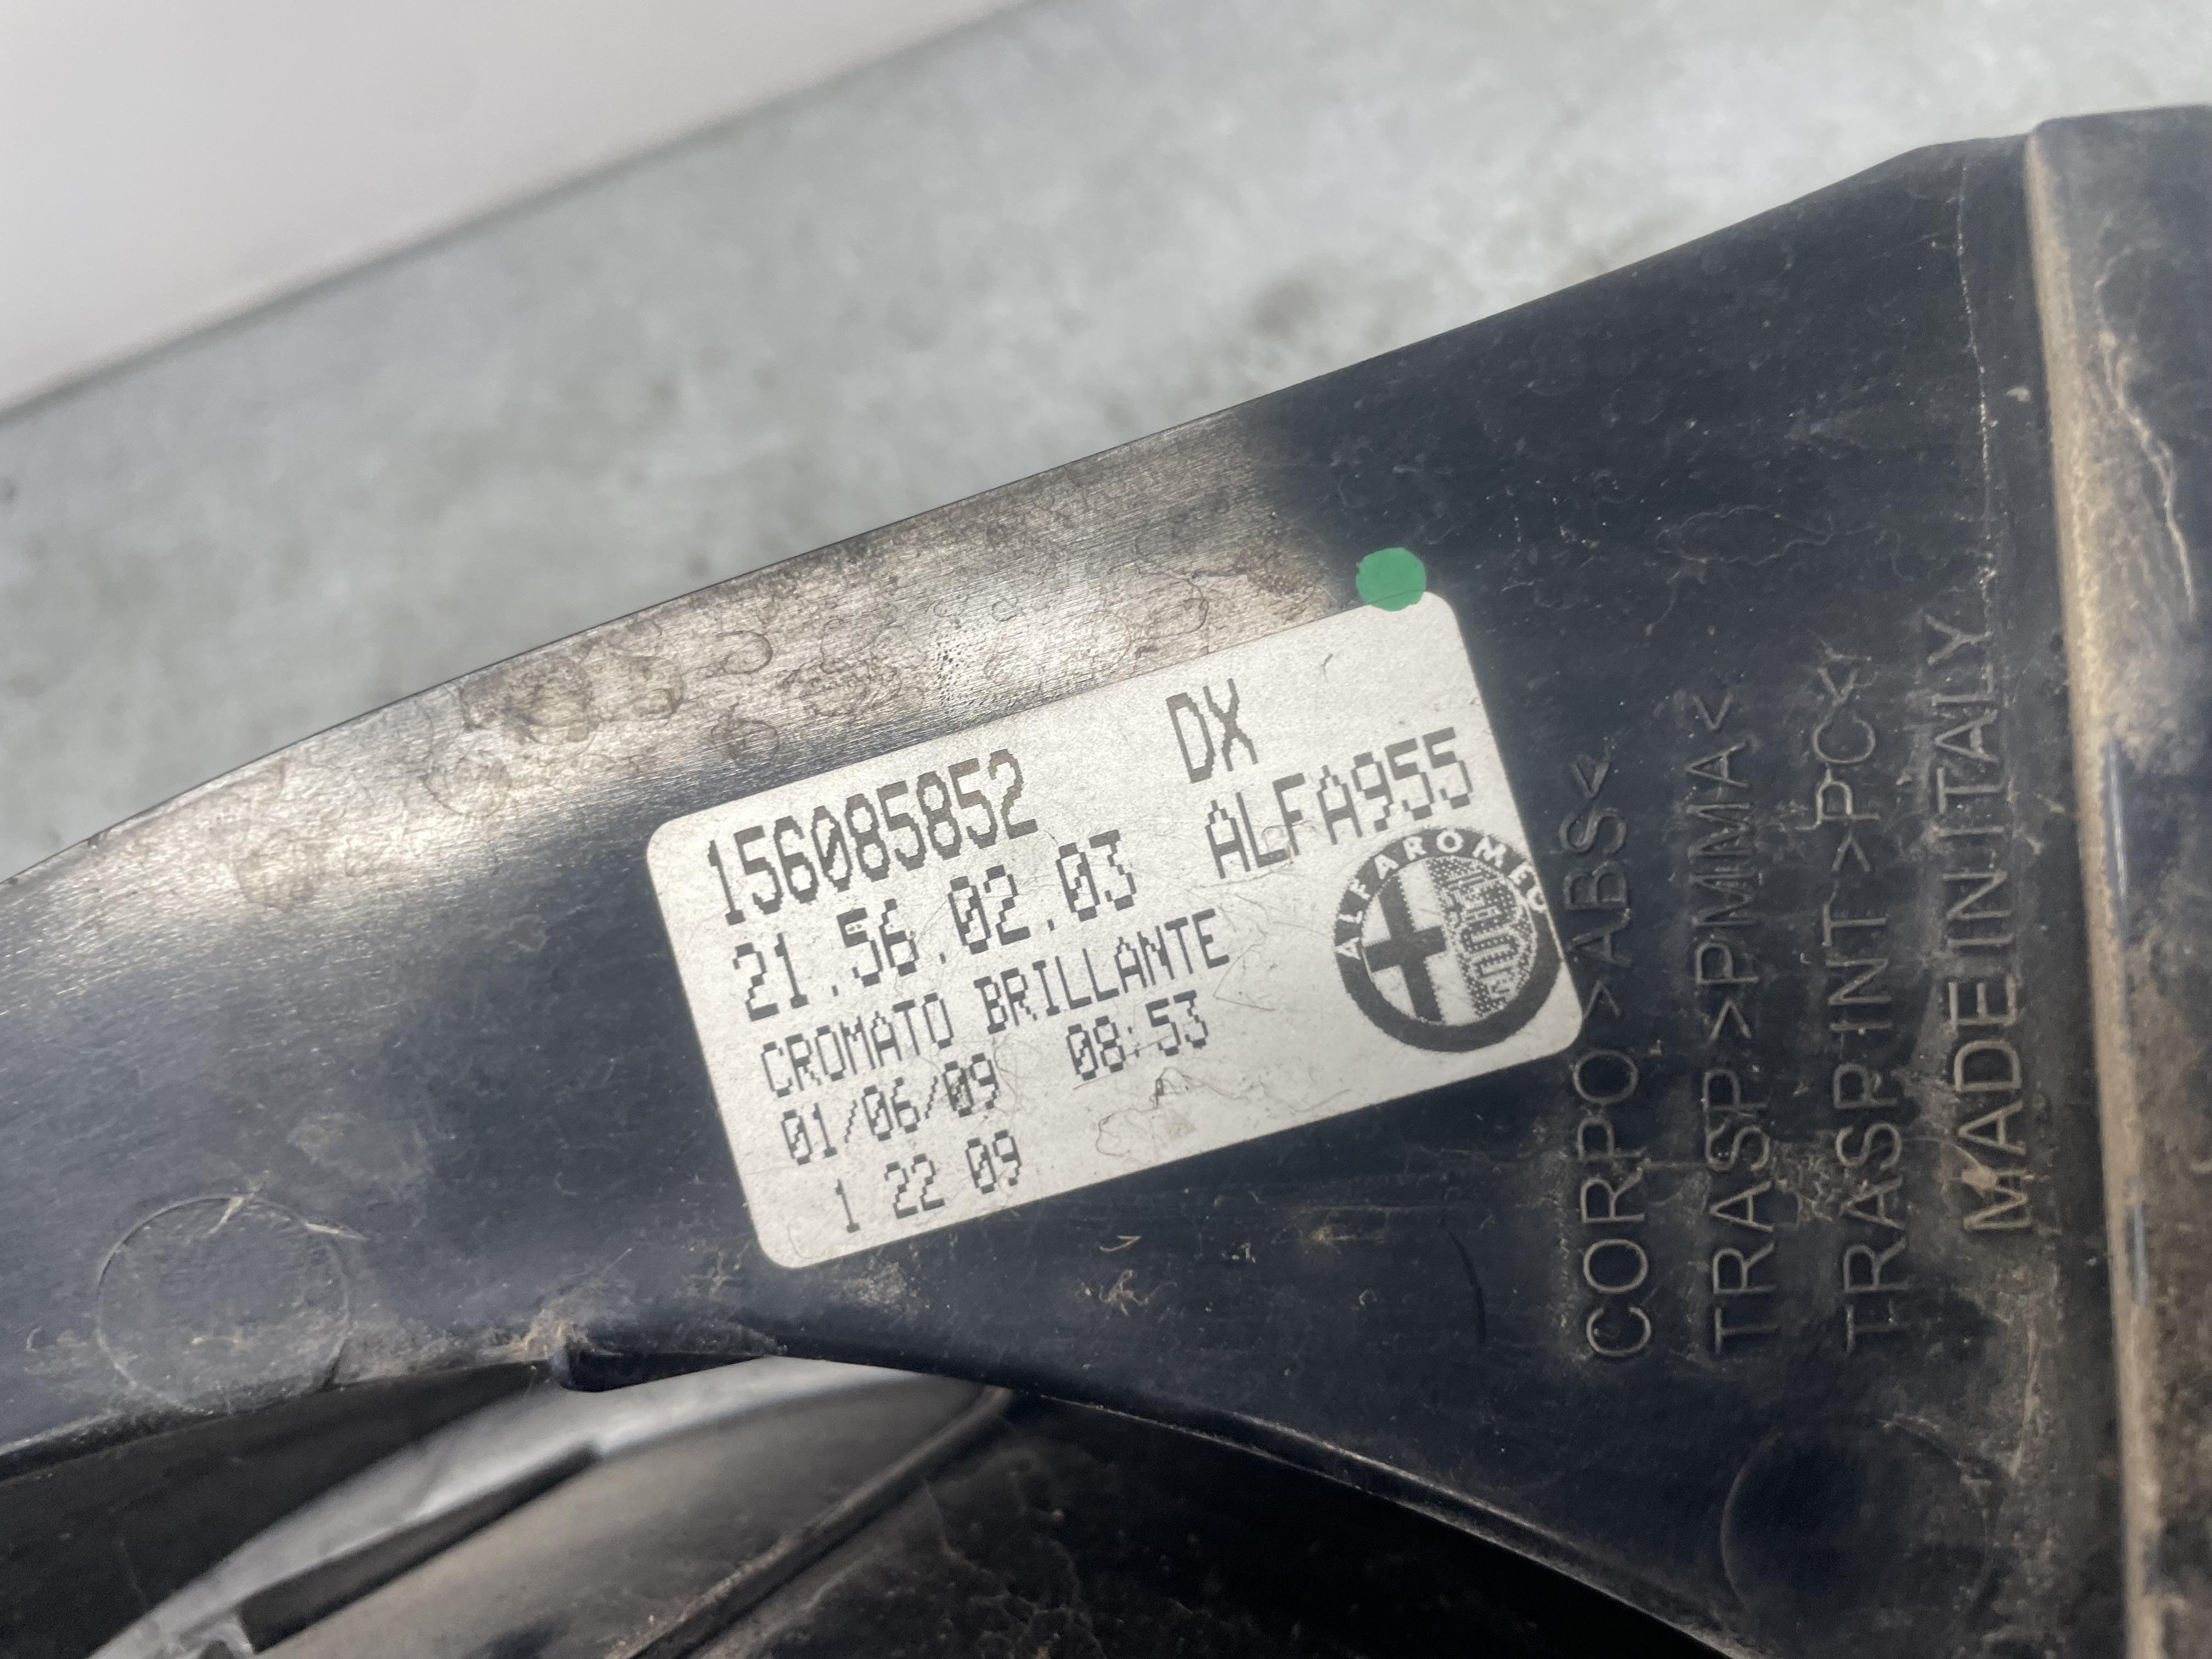 156085852 DX
21.56.02.03 ALFA955
CROMATO BRILLANTE
01/06/09 08:53
1 22 09
ALFA ROMEO
CORPO >ABS<
TRASP >PMMA<
TRASP INT >PC<
MADE IN ITALY